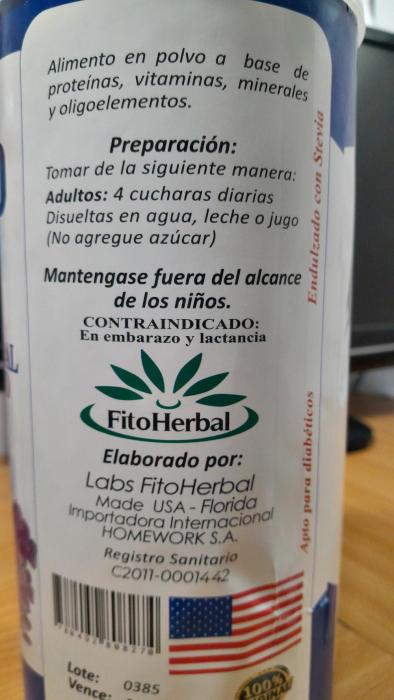 Alimento en polvo a base de
proteínas, vitaminas, minerales
y oligoelementos.
Preparación:
Tomar de la siguiente manera:
Adultos: 4 cucharas diarias
Disueltas en agua, leche o jugo
(No agregue azúcar)
Mantengase fuera del alcance
de los niños.
CONTRAINDICADO:
En embarazo y lactancia
FitoHerbal
Elaborado por:
Labs FitoHerbal
Made USA - Florida
Importadora Internacional
HOMEWORK S.A.
Registro Sanitario
C2011-0001442
Lote: 0385
Vence:
100%
Endulzado con Stevia
Apto para diabéticos